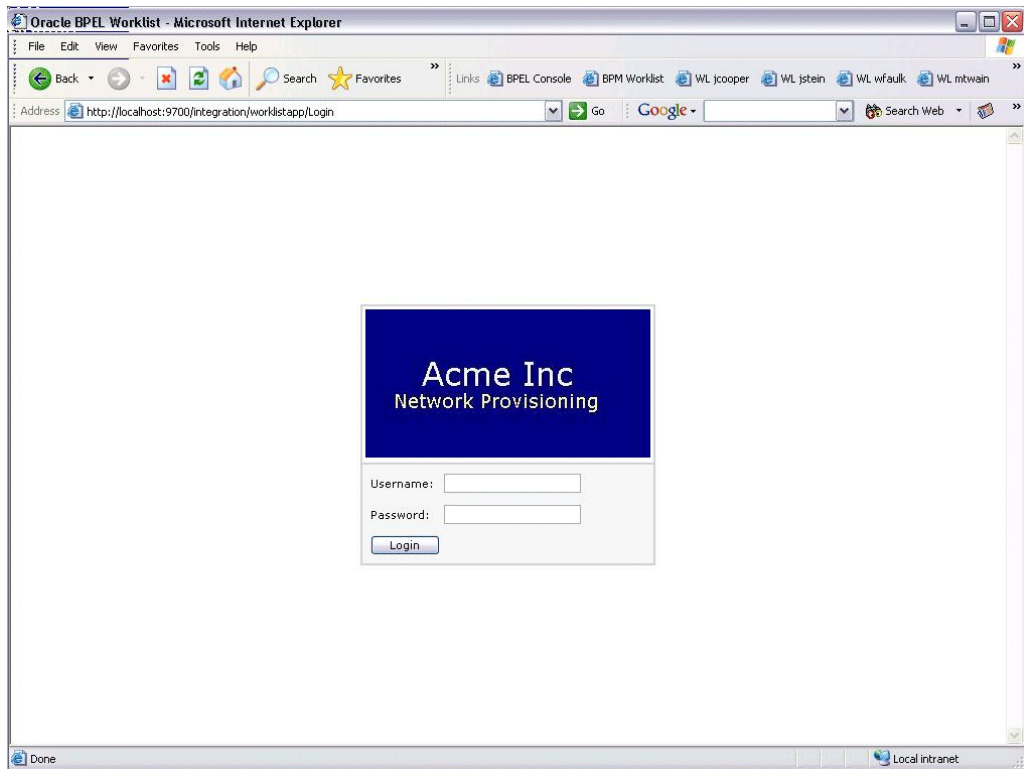 Oracle BPEL Worklist - Microsoft Internet Explorer
File Edit View Favorites Tools Help
Back Search Favorites » Links BPEL Console BPM Worklist WL jcooper WL jstein WL wfaulk WL mtwain »
Address http://localhost:9700/integration/worklistapp/Login Go Google Search Web »
Acme Inc
Network Provisioning
Username:
Password:
Login
Done Local intranet